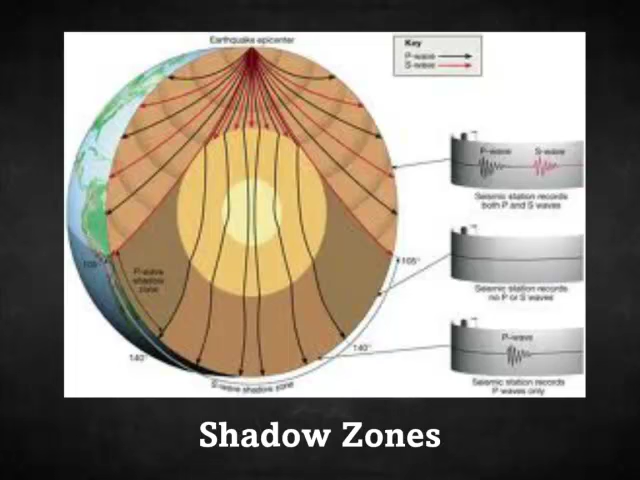 Earthquake epicenter
Key
P-wave
S-wave
P-wave
S-wave
Seismic station records
both P and S waves
105°
105°
P-wave
shadow
zone
Seismic station records
no P or S waves
P-wave
140°
140°
Seismic station records
P waves only
S-wave shadow zone
Shadow Zones